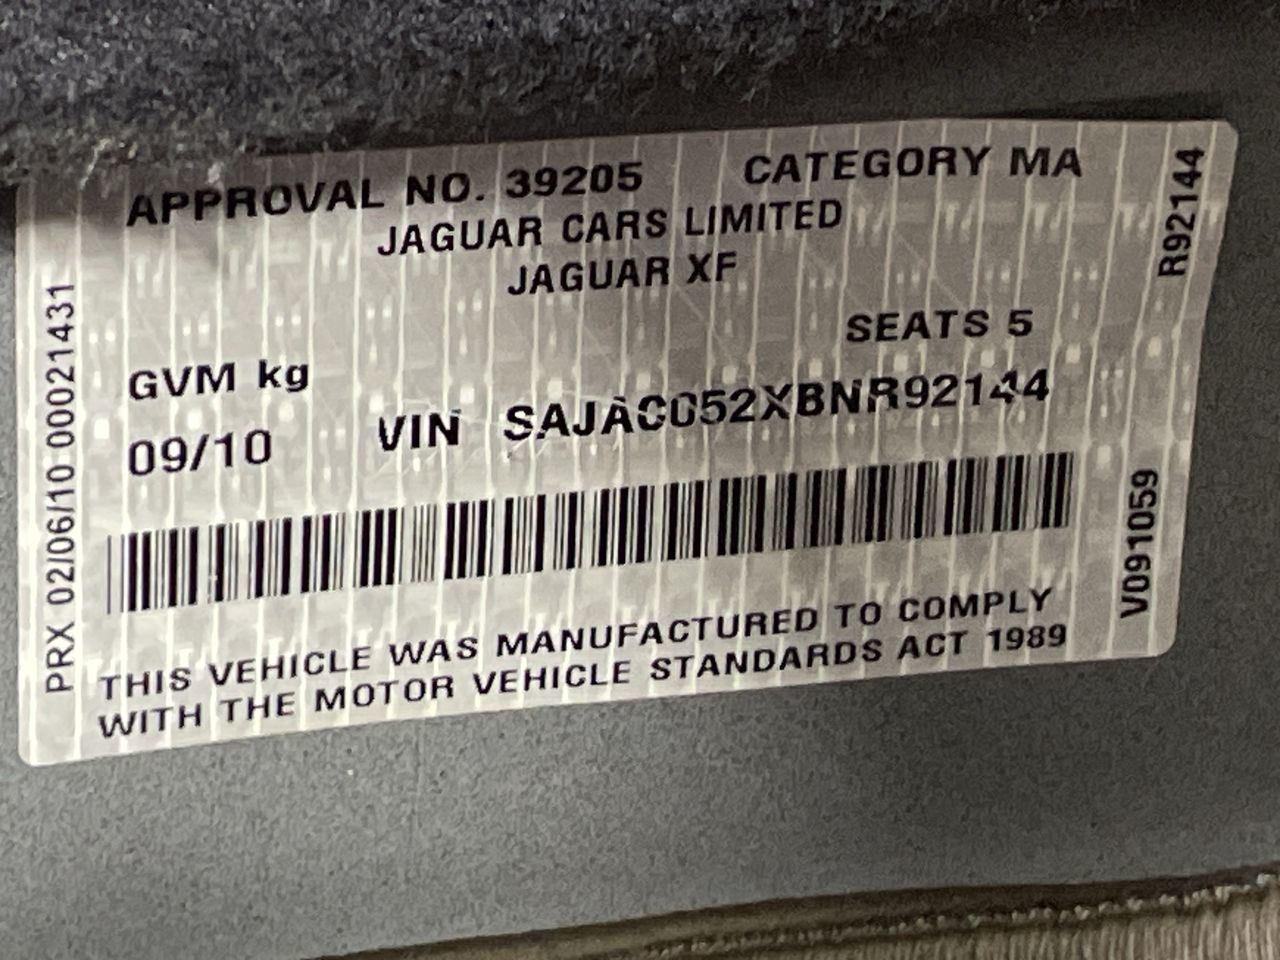 APPROVAL NO. 39205 CATEGORY MA
JAGUAR CARS LIMITED
JAGUAR XF
SEATS 5
GVM kg
09/10 VIN SAJAC052XBNR92144
THIS VEHICLE WAS MANUFACTURED TO COMPLY
WITH THE MOTOR VEHICLE STANDARDS ACT 1989
PRX 02/06/10 00021431
R92144
V091059